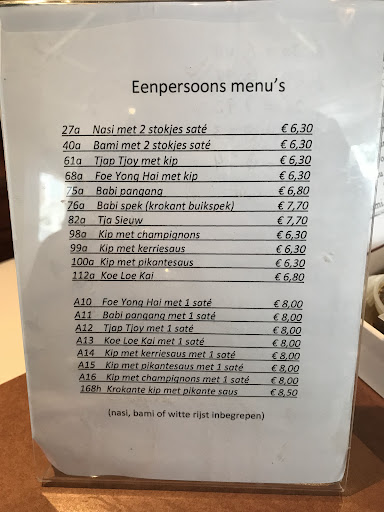 Eenpersoons menu's
27a Nasi met 2 stokjes saté € 6,30
40a Bami met 2 stokjes saté € 6,30
61a Tjap Tjoy met kip € 6,30
68a Foe Yong Hai met kip € 6,30
75a Babi pangang € 6,80
76a Babi spek (krokant buikspek) € 7,70
82a Tja Sieuw € 7,70
98a Kip met champignons € 6,30
99a Kip met kerriesaus € 6,30
100a Kip met pikantesaus € 6,30
112a Koe Loe Kai € 6,80
A10 Foe Yong Hai met 1 saté € 8,00
A11 Babi pangang met 1 saté € 8,00
A12 Tjap Tjoy met 1 saté € 8,00
A13 Koe Loe Kai met 1 saté € 8,00
A14 Kip met kerriesaus met 1 saté € 8,00
A15 Kip met pikantesaus met 1 saté € 8,00
A16 Kip met champignons met 1 saté € 8,00
168h Krokante kip met pikante saus € 8,50
(nasi, bami of witte rijst inbegrepen)